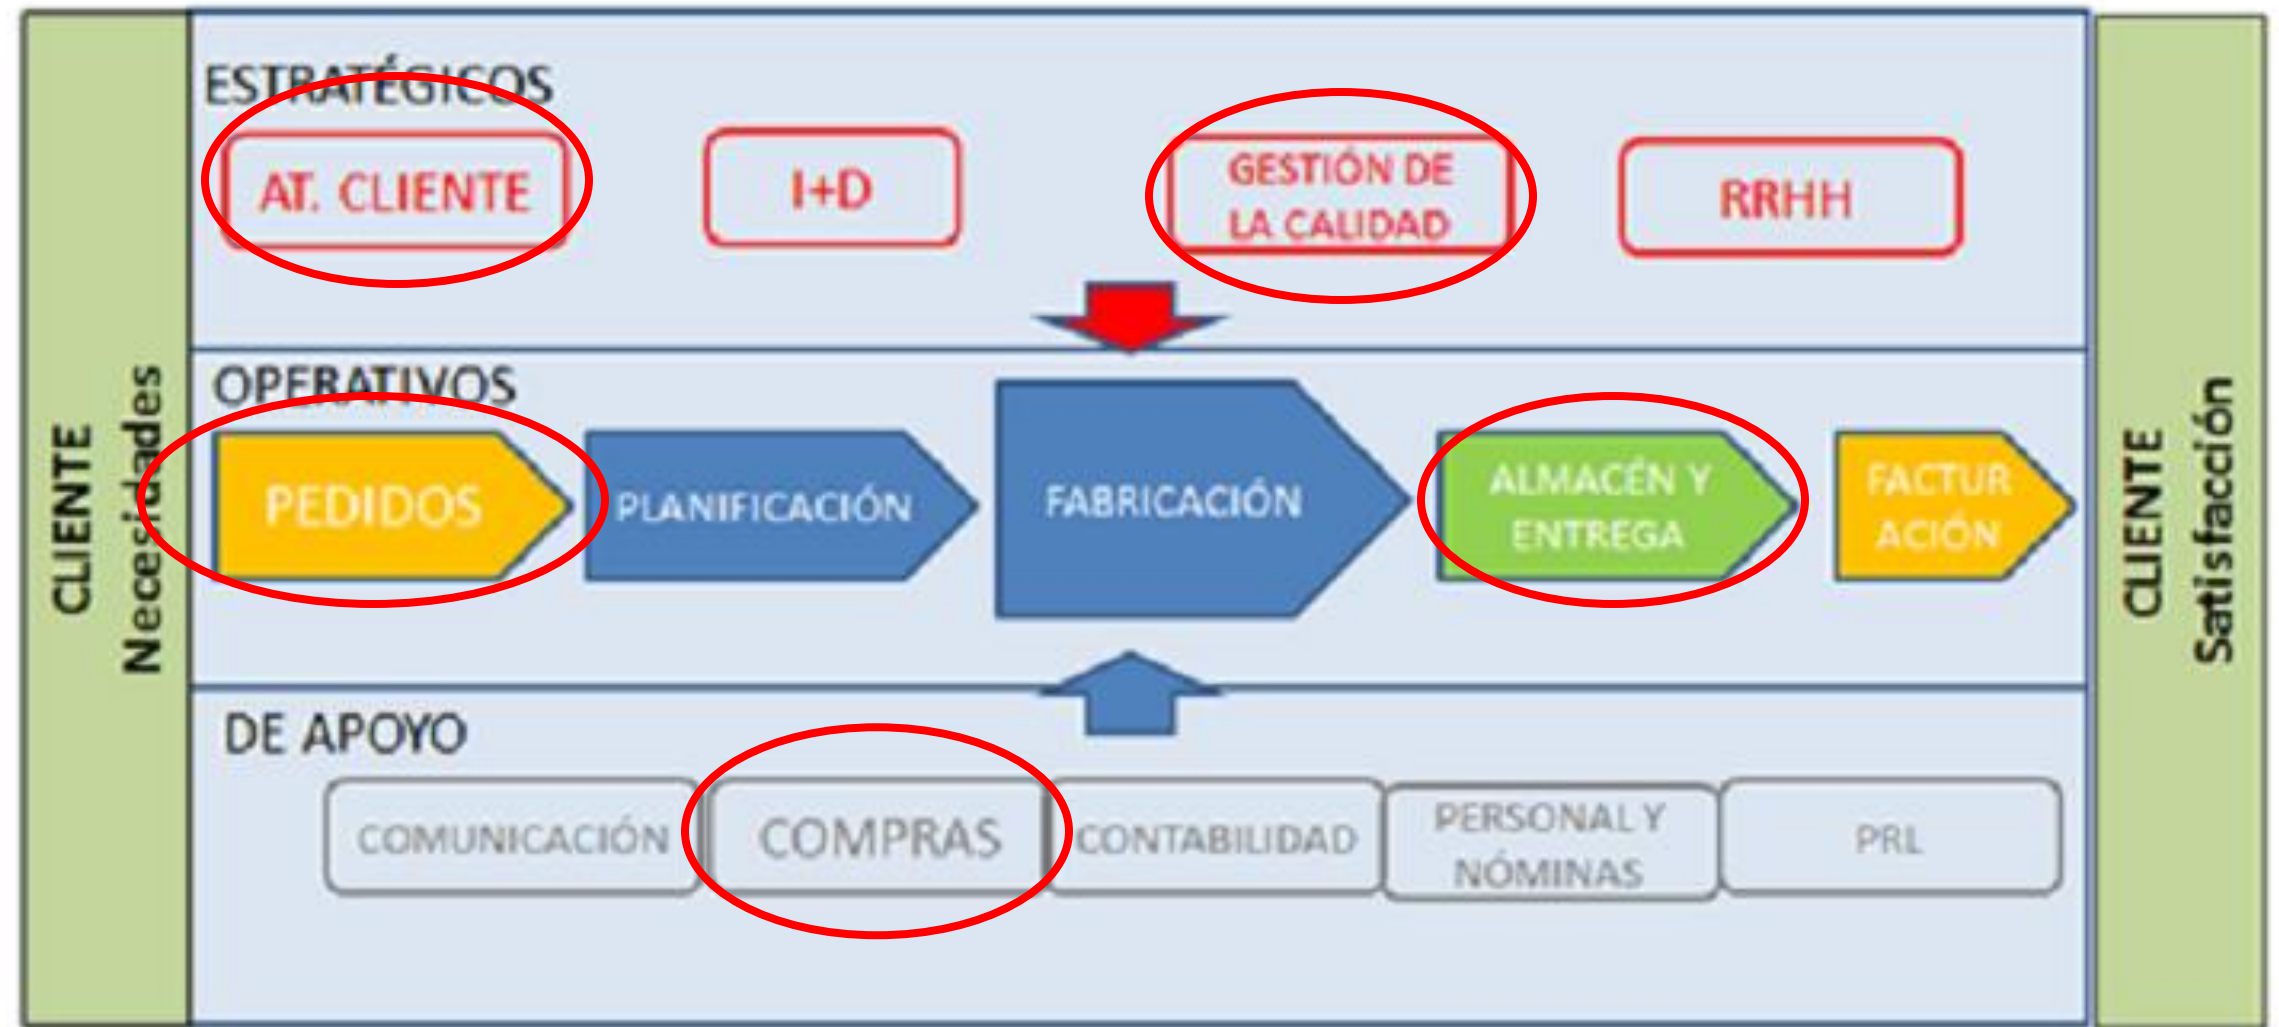 CLIENTE
Necesidades
ESTRATÉGICOS
AT. CLIENTE
I+D
GESTIÓN DE
LA CALIDAD
RRHH
OPERATIVOS
PEDIDOS
PLANIFICACIÓN
FABRICACIÓN
ALMACÉN Y
ENTREGA
FACTUR
ACIÓN
DE APOYO
COMUNICACIÓN
COMPRAS
CONTABILIDAD
PERSONAL Y
NÓMINAS
PRL
CLIENTE
Satisfacción